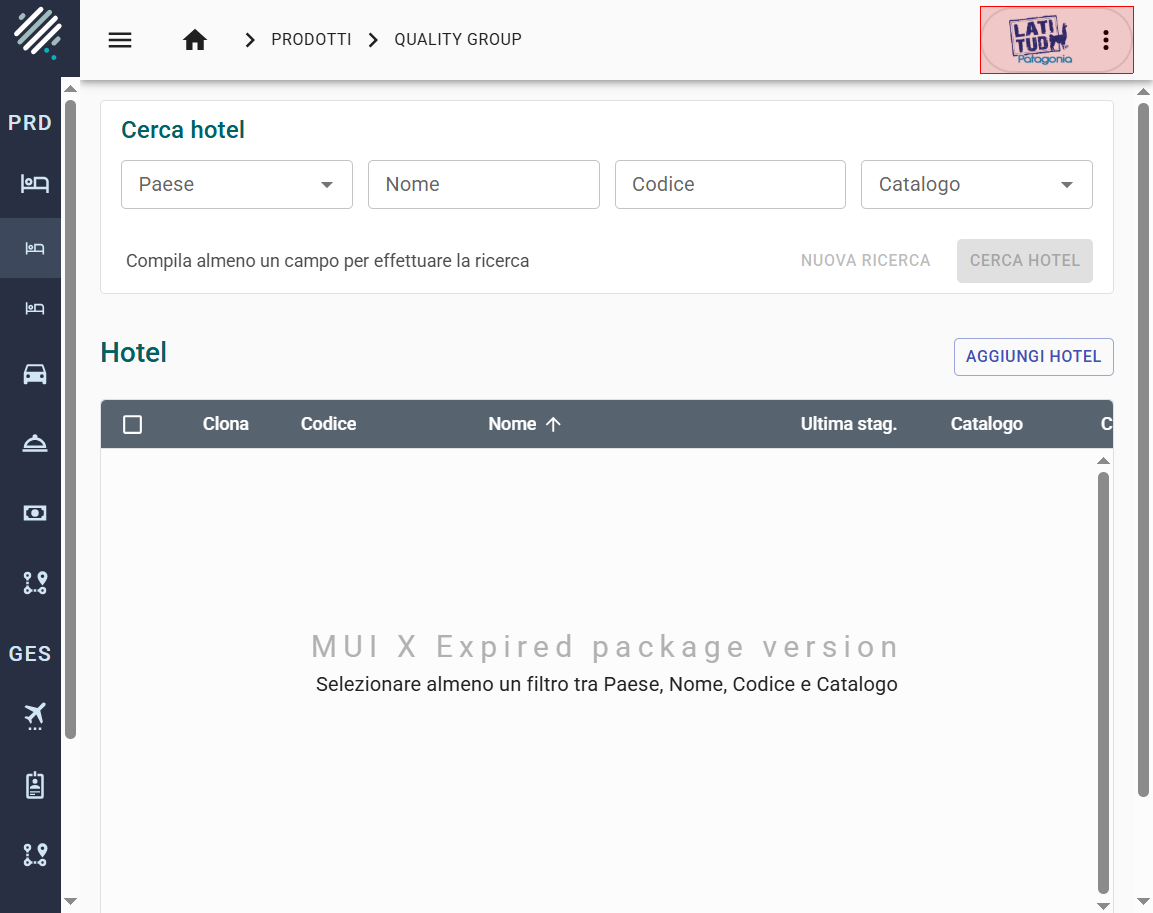 PRODOTTI
QUALITY GROUP
LATI
TUD
Patagonia
PRD
GES
Cerca hotel
Paese
Nome
Codice
Catalogo
Compila almeno un campo per effettuare la ricerca
NUOVA RICERCA
CERCA HOTEL
Hotel
AGGIUNGI HOTEL
Clona Codice Nome Ultima stag. Catalogo C
MUI X Expired package version
Selezionare almeno un filtro tra Paese, Nome, Codice e Catalogo